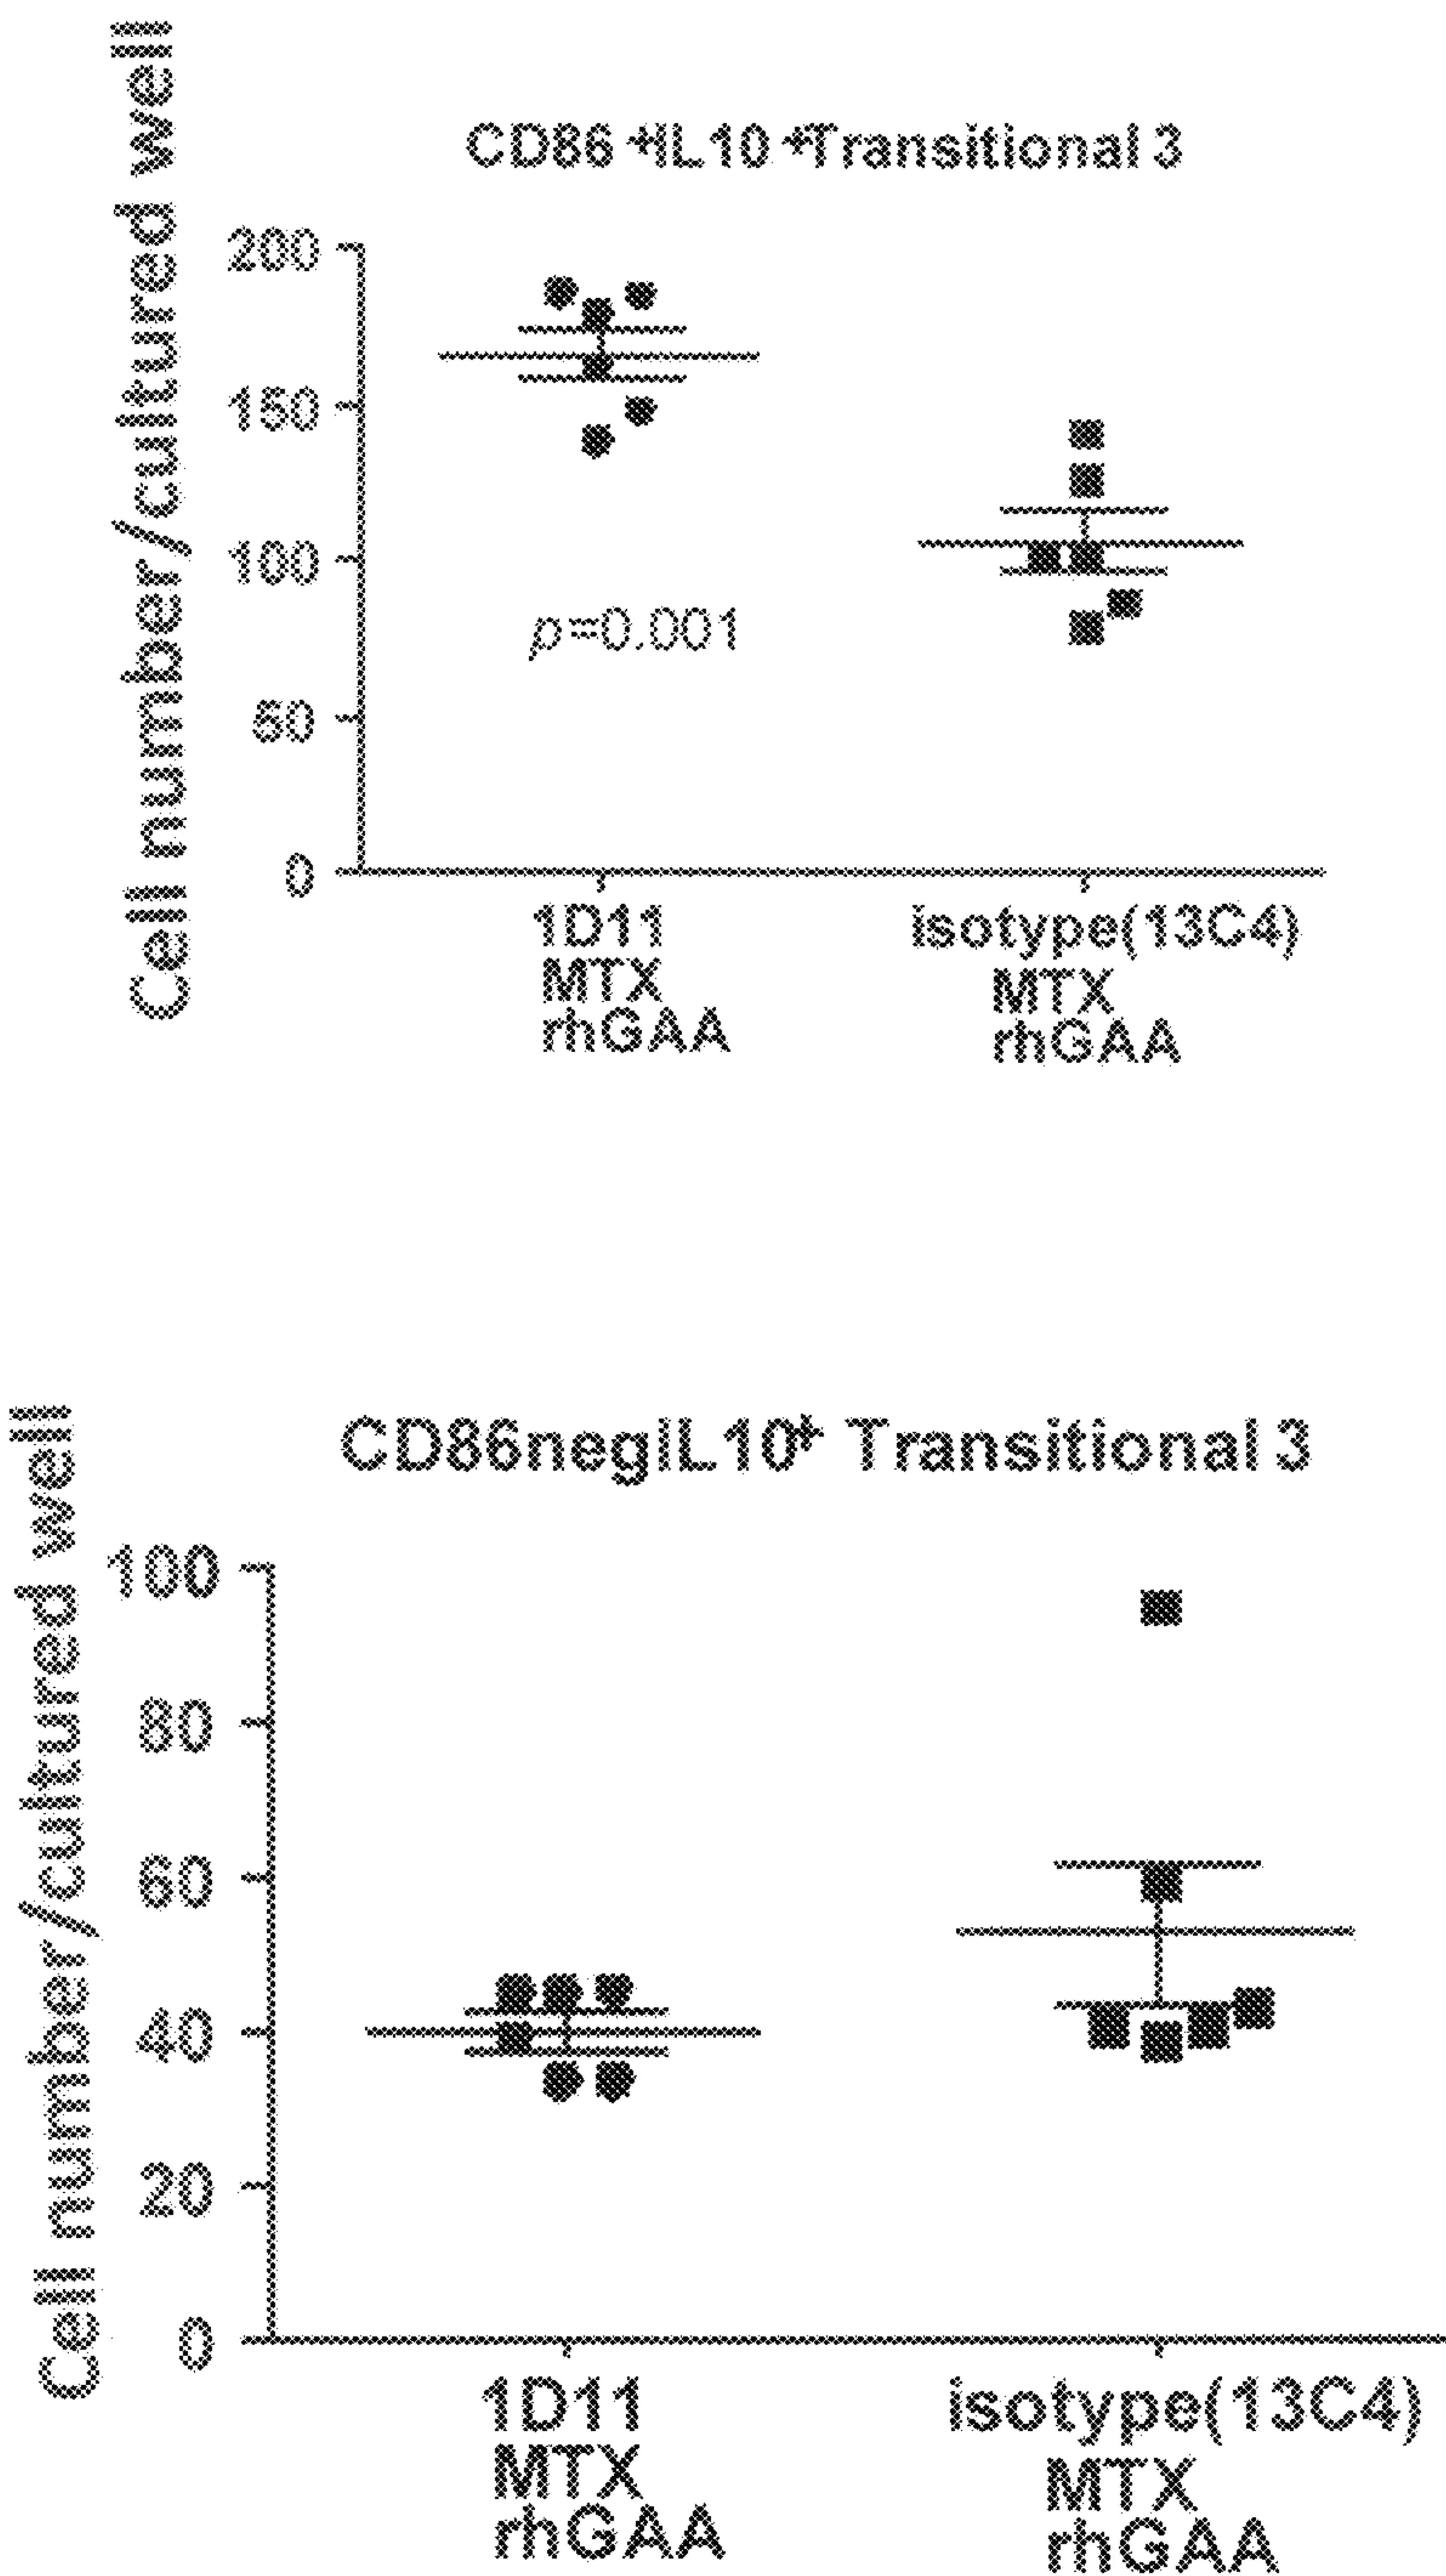 CD86 +IL10 +Transitional 3
Cell number/cultured well
200
150
100
50
0
p=0.001
1D11
MTX
rhGAA
isotype(13C4)
MTX
rhGAA
CD86negIL10+ Transitional 3
Cell number/cultured well
100
80
60
40
20
0
1D11
MTX
rhGAA
isotype(13C4)
MTX
rhGAA